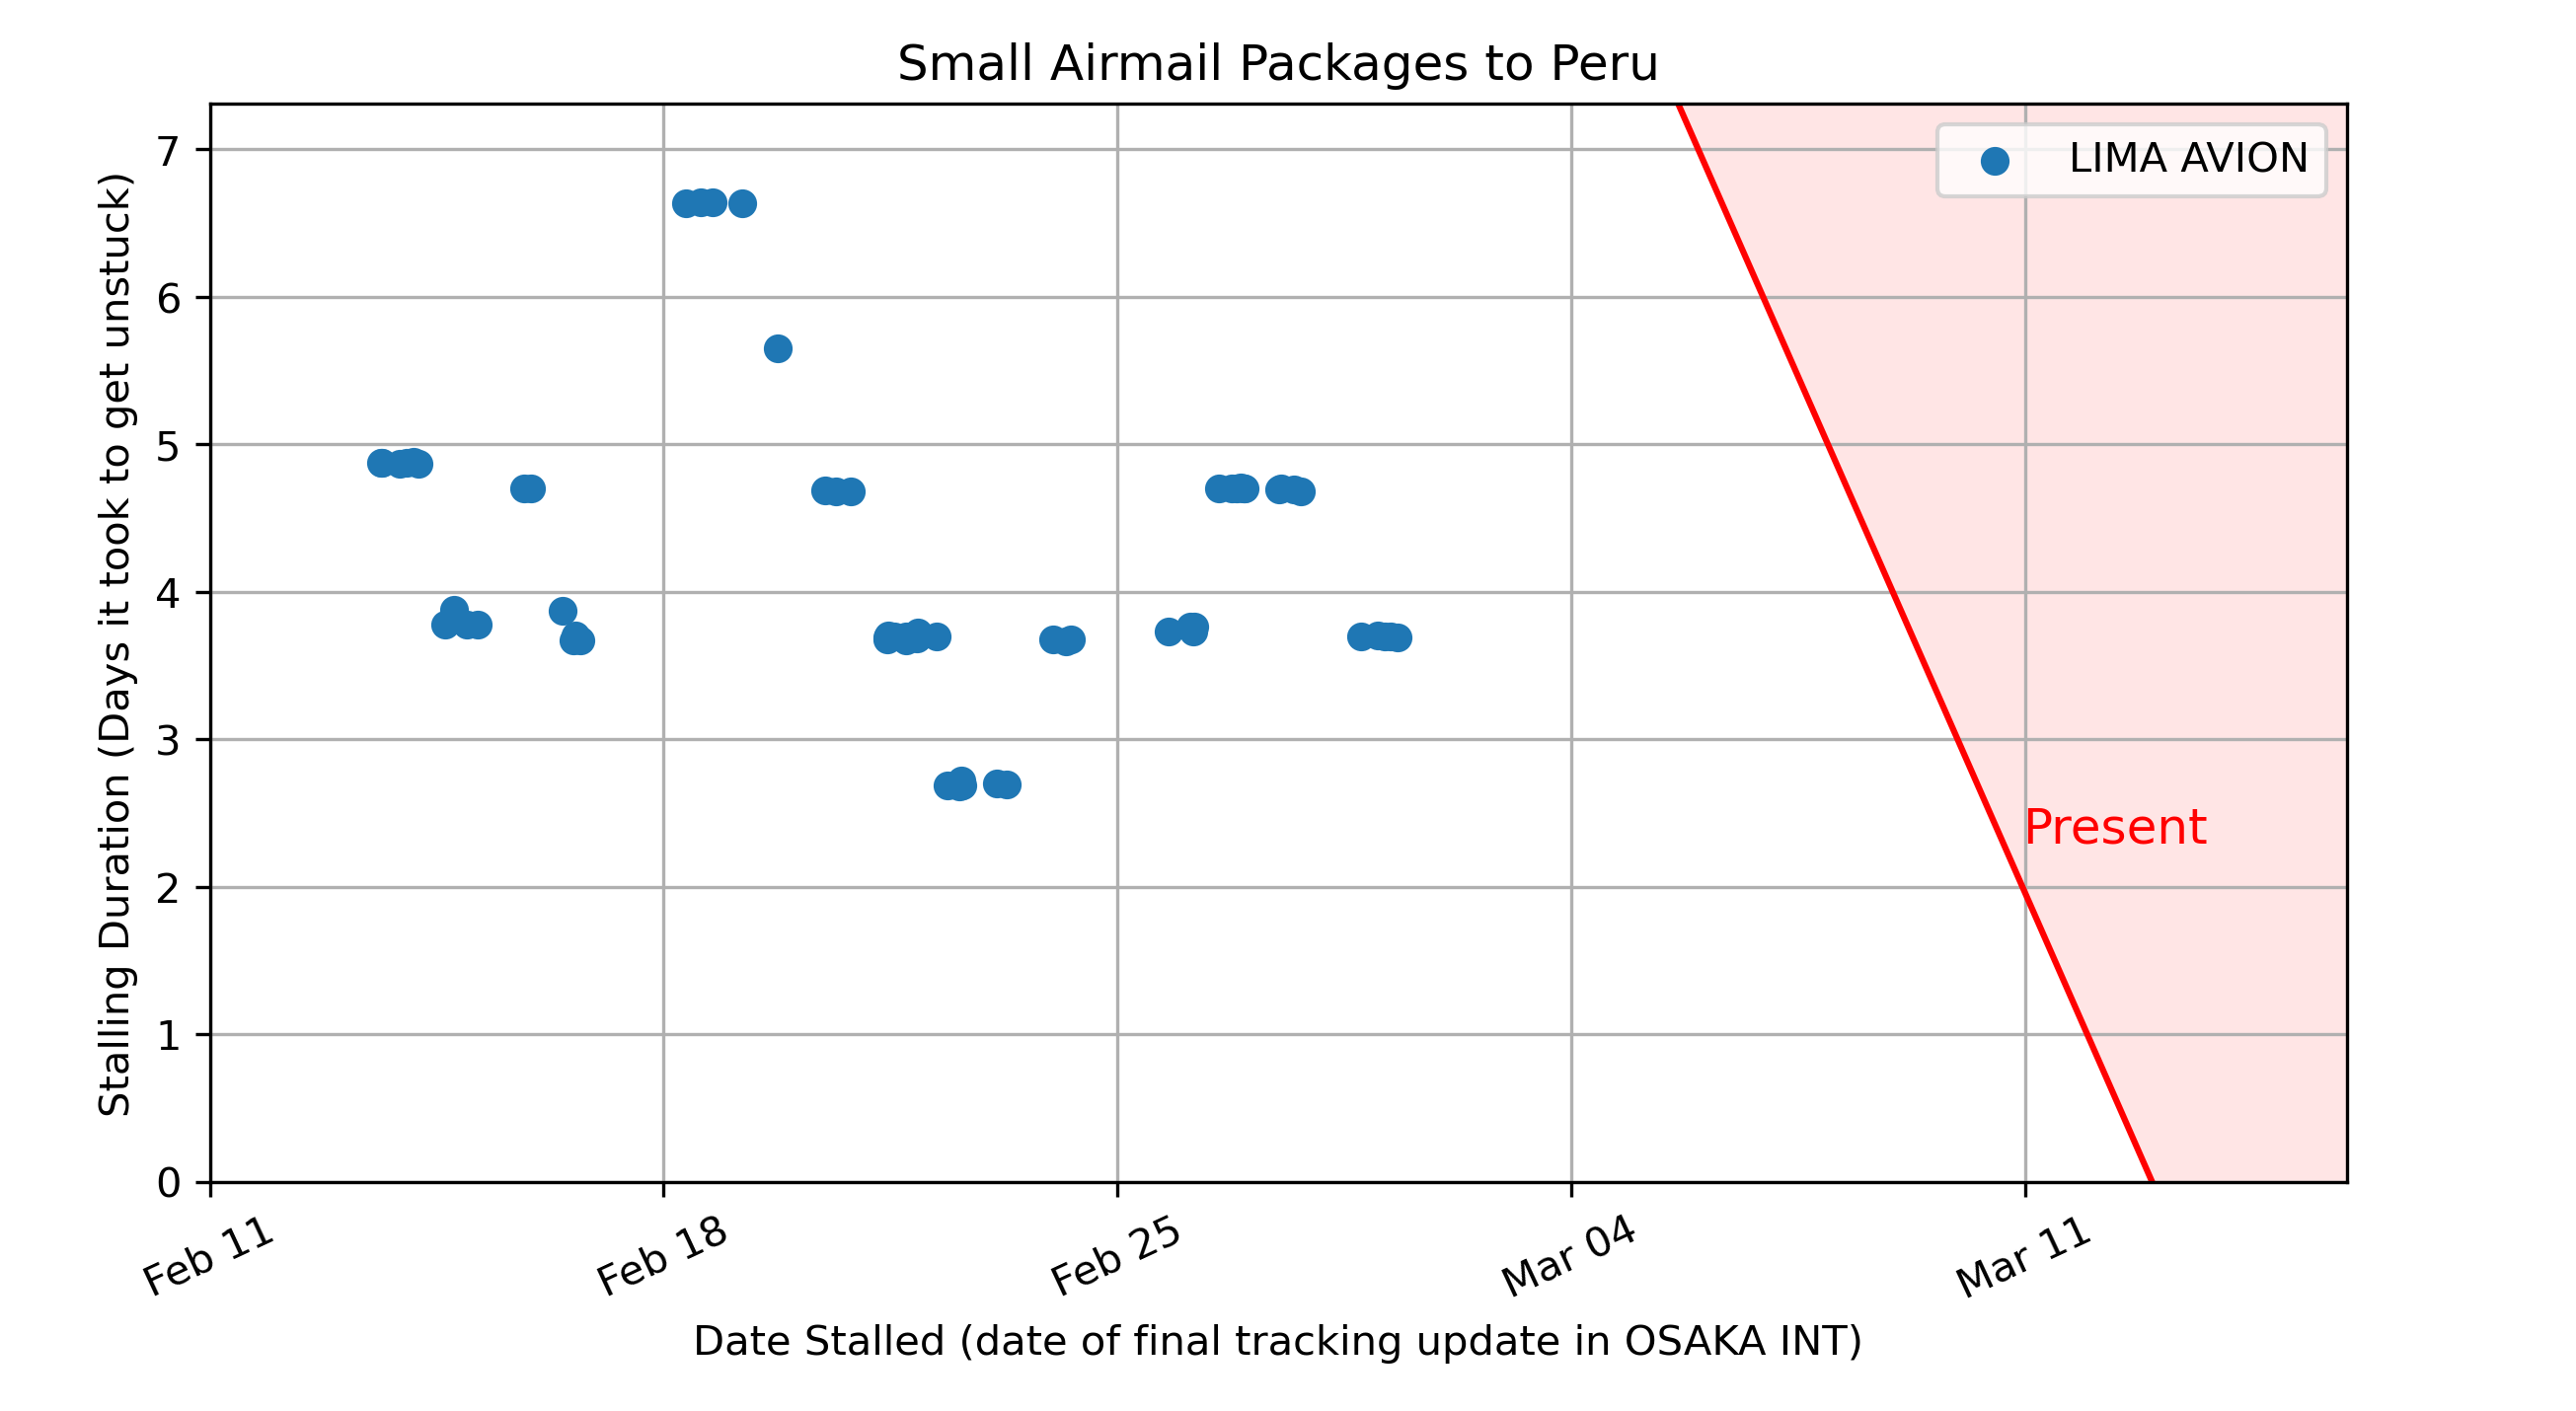 Small Airmail Packages to Peru
LIMA AVION
Stalling Duration (Days it took to get unstuck)
7
6
5
4
3
2
1
0
Present
Feb 11
Feb 18
Feb 25
Mar 04
Mar 11
Date Stalled (date of final tracking update in OSAKA INT)